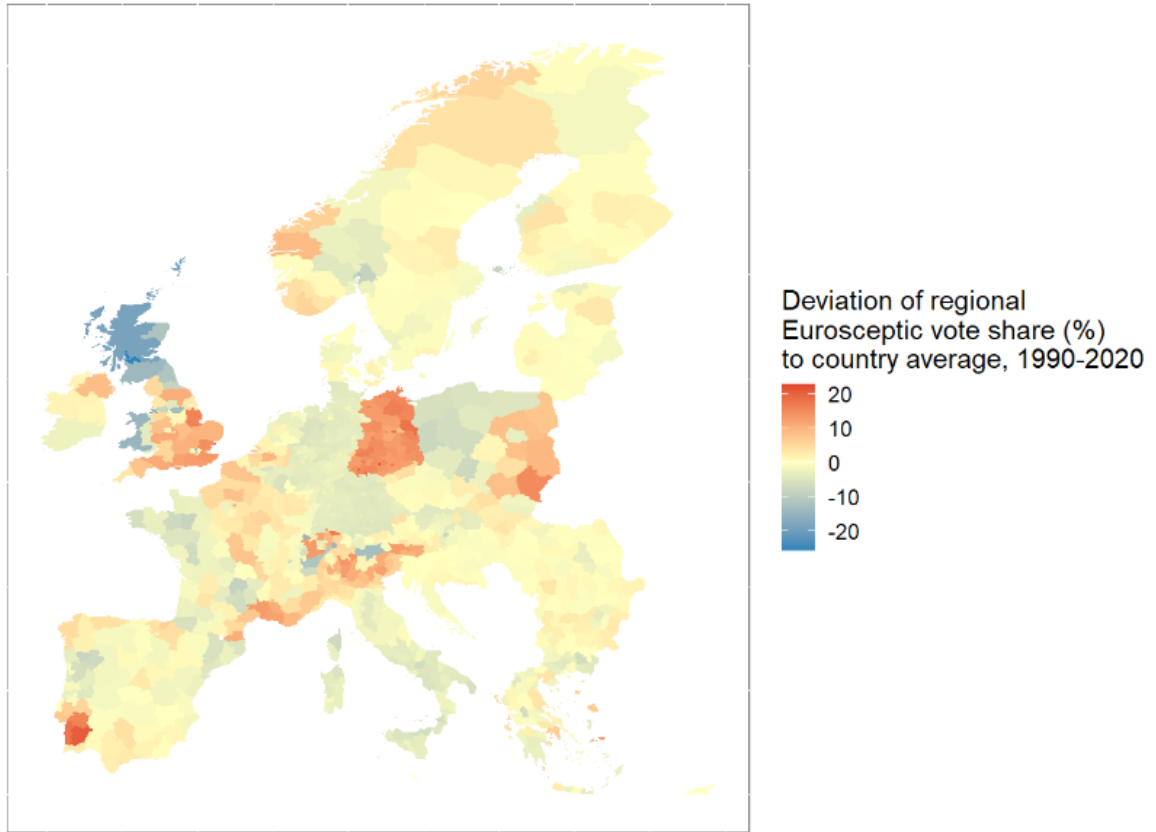 Deviation of regional
Eurosceptic vote share (%)
to country average, 1990-2020
20
10
0
-10
-20